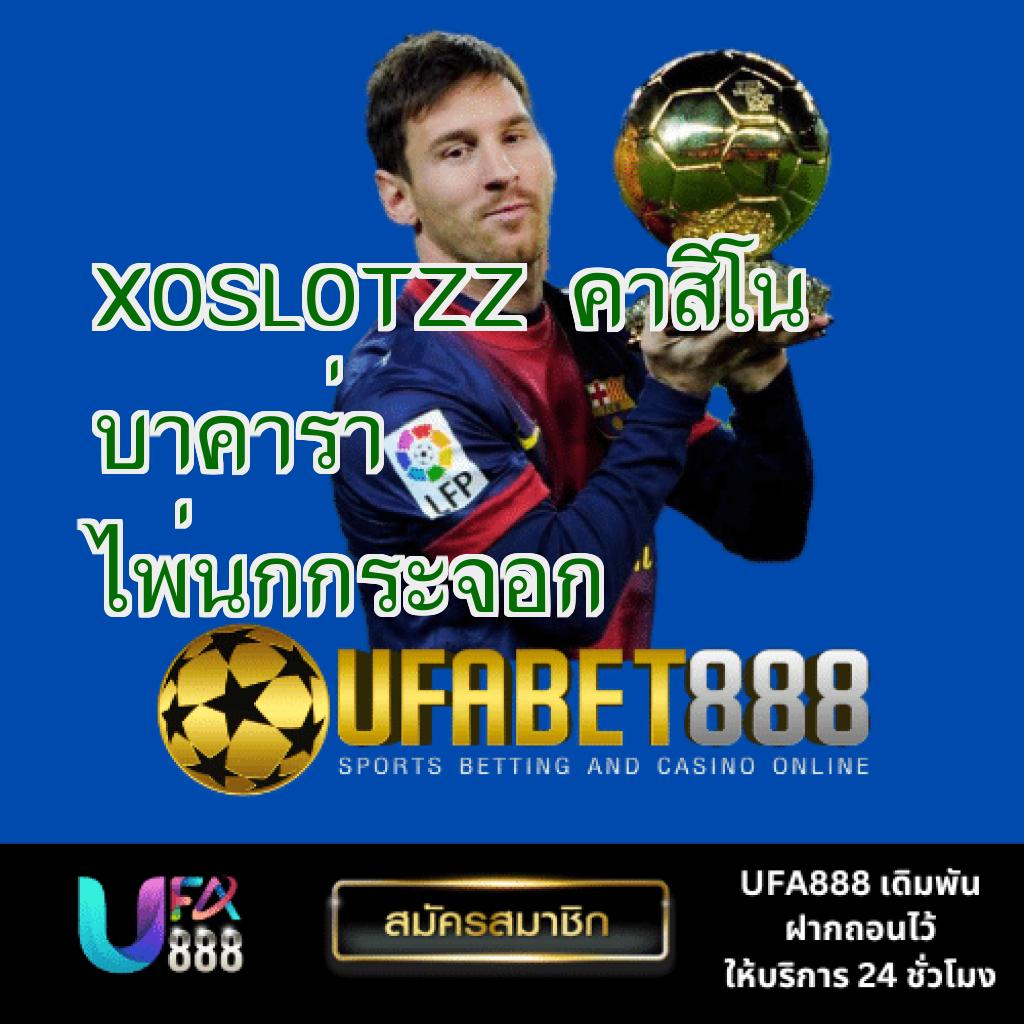 XOSLOTZZ คาสิโน
บาคาร่า
LFP
ไพ่นกกระจอก
UFABET888
SPORTS BETTING AND CASINO ONLINE
UFA
888
สมัครสมาชิก
UFA888 เดิมพัน
ฝากถอนไว้
ให้บริการ 24 ชั่วโมง